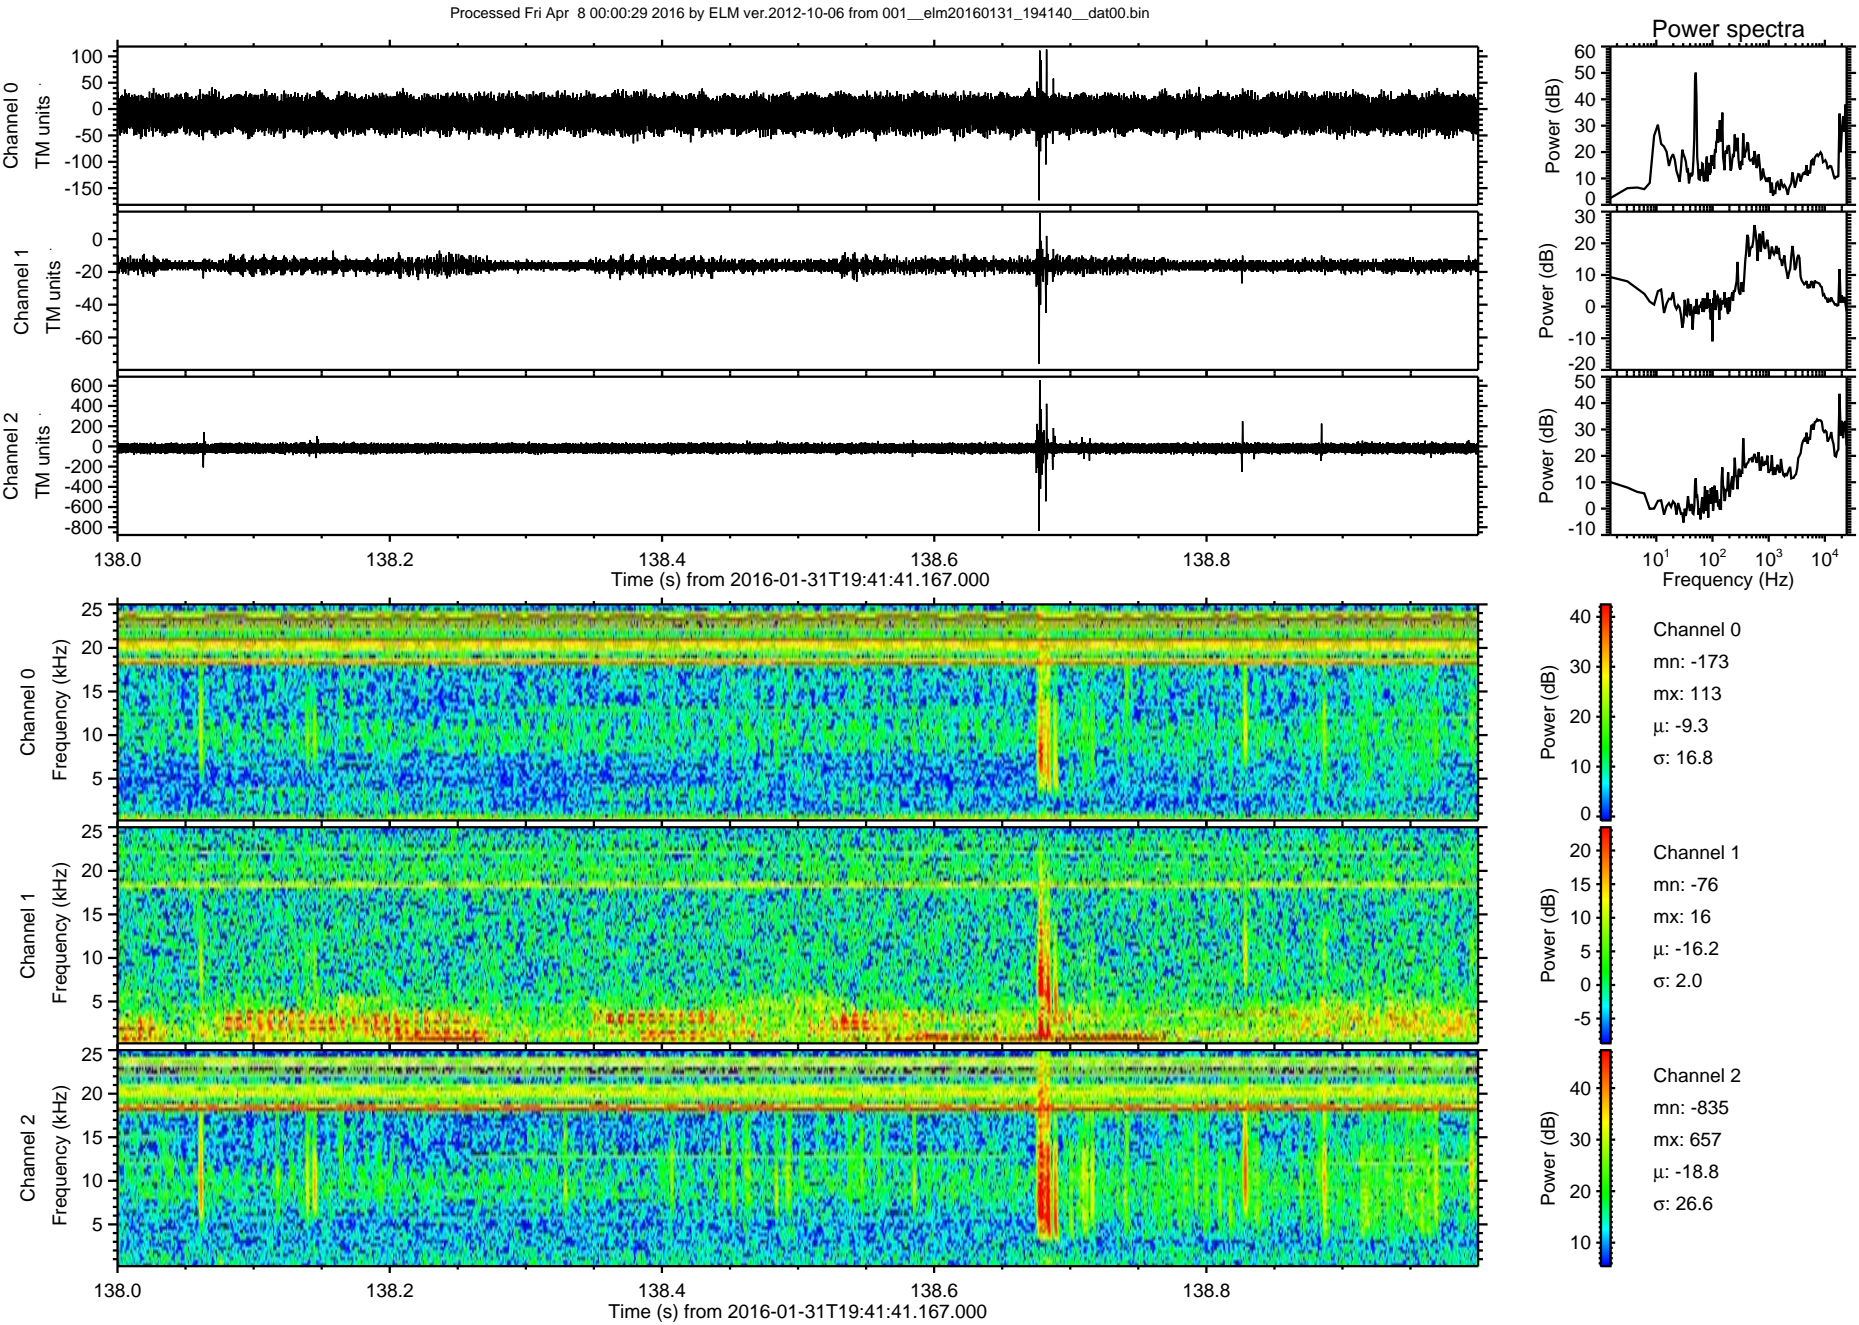 Processed Fri Apr  8 00:00:29 2016 by ELM ver.2012-10-06 from 001__elm20160131_194140__dat00.bin
Power spectra
Channel 0
TM units
100
50
0
-50
-100
-150
Power (dB)
60
50
40
30
20
10
0
Channel 1
TM units
0
-20
-40
-60
Power (dB)
30
20
10
0
-10
-20
Channel 2
TM units
600
400
200
0
-200
-400
-600
-800
Power (dB)
50
40
30
20
10
0
-10
138.0 138.2 138.4 138.6 138.8
Time (s) from 2016-01-31T19:41:41.167.000
10^1 10^2 10^3 10^4
Frequency (Hz)
Channel 0
Frequency (kHz)
25
20
15
10
5
Power (dB)
40
30
20
10
0
Channel 0
mn: -173
mx: 113
μ: -9.3
σ: 16.8
Channel 1
Frequency (kHz)
25
20
15
10
5
Power (dB)
20
15
10
5
0
-5
Channel 1
mn: -76
mx: 16
μ: -16.2
σ: 2.0
Channel 2
Frequency (kHz)
25
20
15
10
5
Power (dB)
40
30
20
10
Channel 2
mn: -835
mx: 657
μ: -18.8
σ: 26.6
138.0 138.2 138.4 138.6 138.8
Time (s) from 2016-01-31T19:41:41.167.000